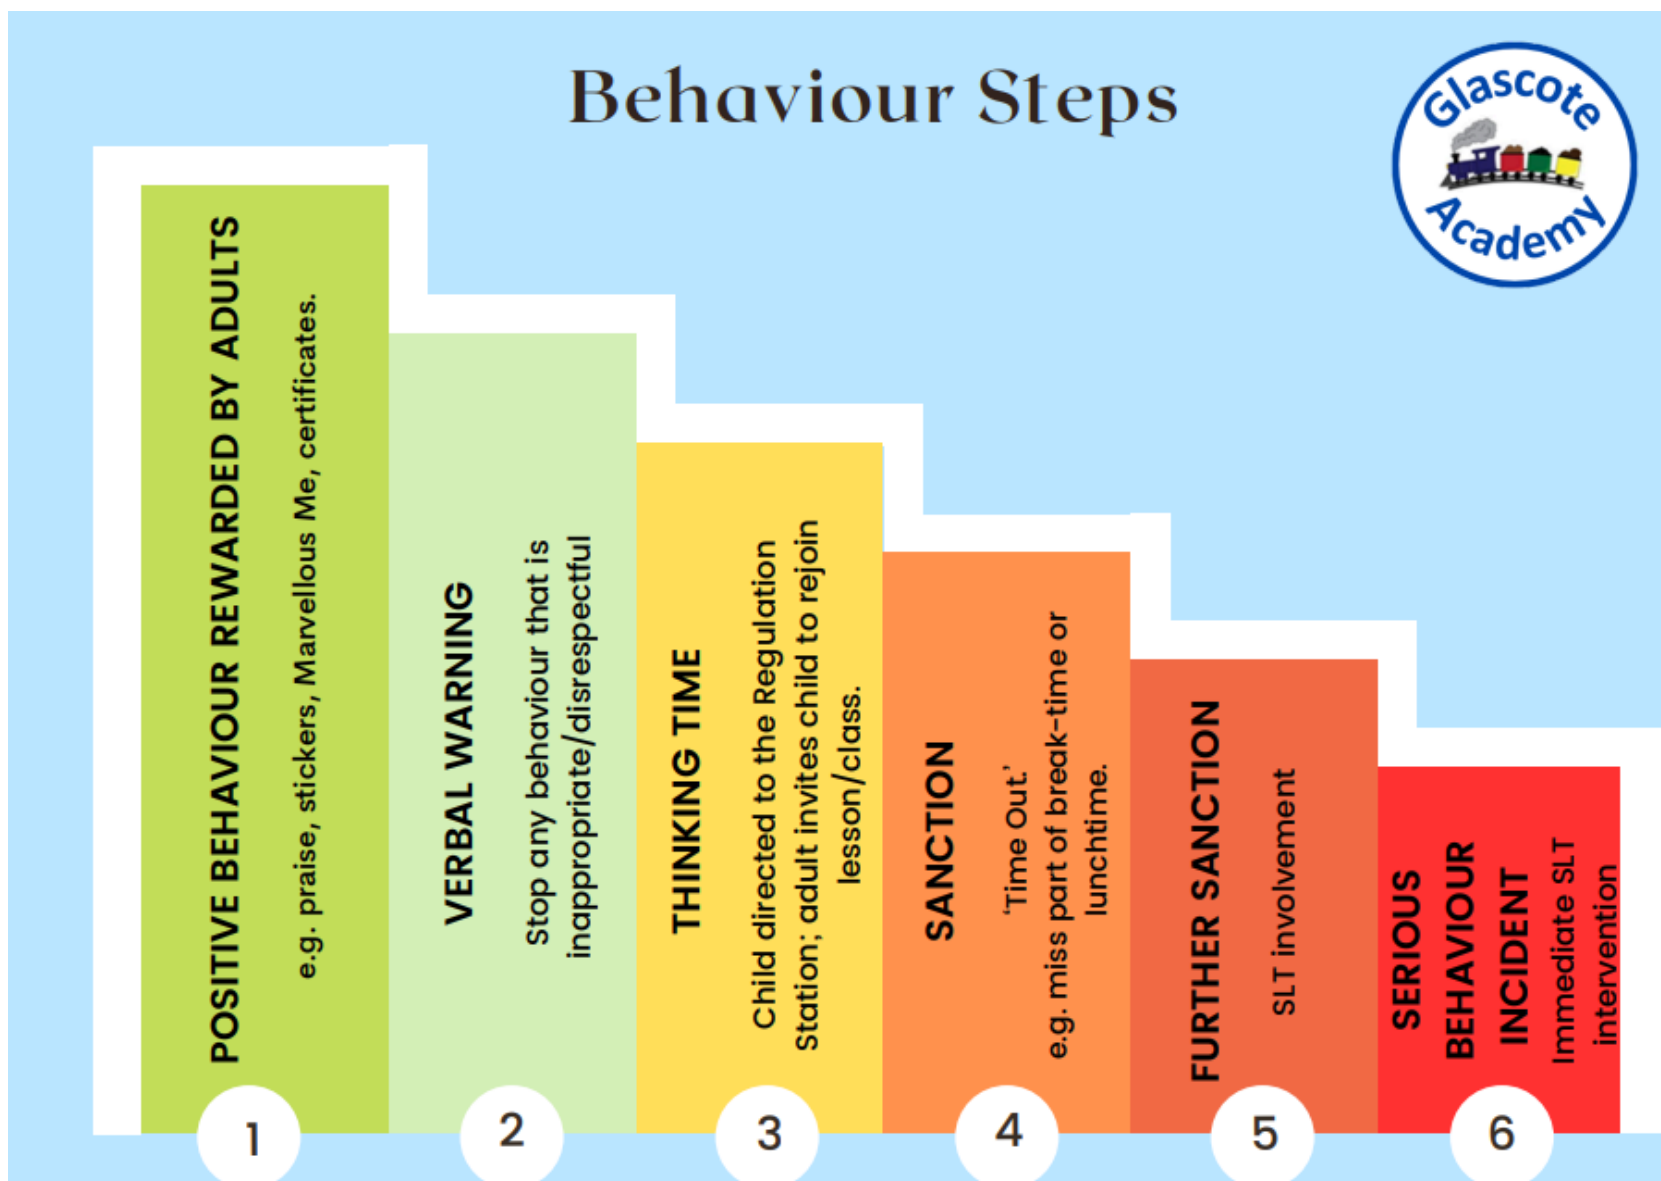 Behaviour Steps
Glascote
Academy
POSITIVE BEHAVIOUR REWARDED BY ADULTS
e.g. praise, stickers, Marvellous Me, certificates.
1
VERBAL WARNING
Stop any behaviour that is
inappropriate/disrespectful
2
THINKING TIME
Child directed to the Regulation
Station; adult invites child to rejoin
lesson/class.
3
SANCTION
‘Time Out.’
e.g. miss part of break-time or
lunchtime.
4
FURTHER SANCTION
SLT involvement
5
SERIOUS
BEHAVIOUR
INCIDENT
Immediate SLT
intervention
6